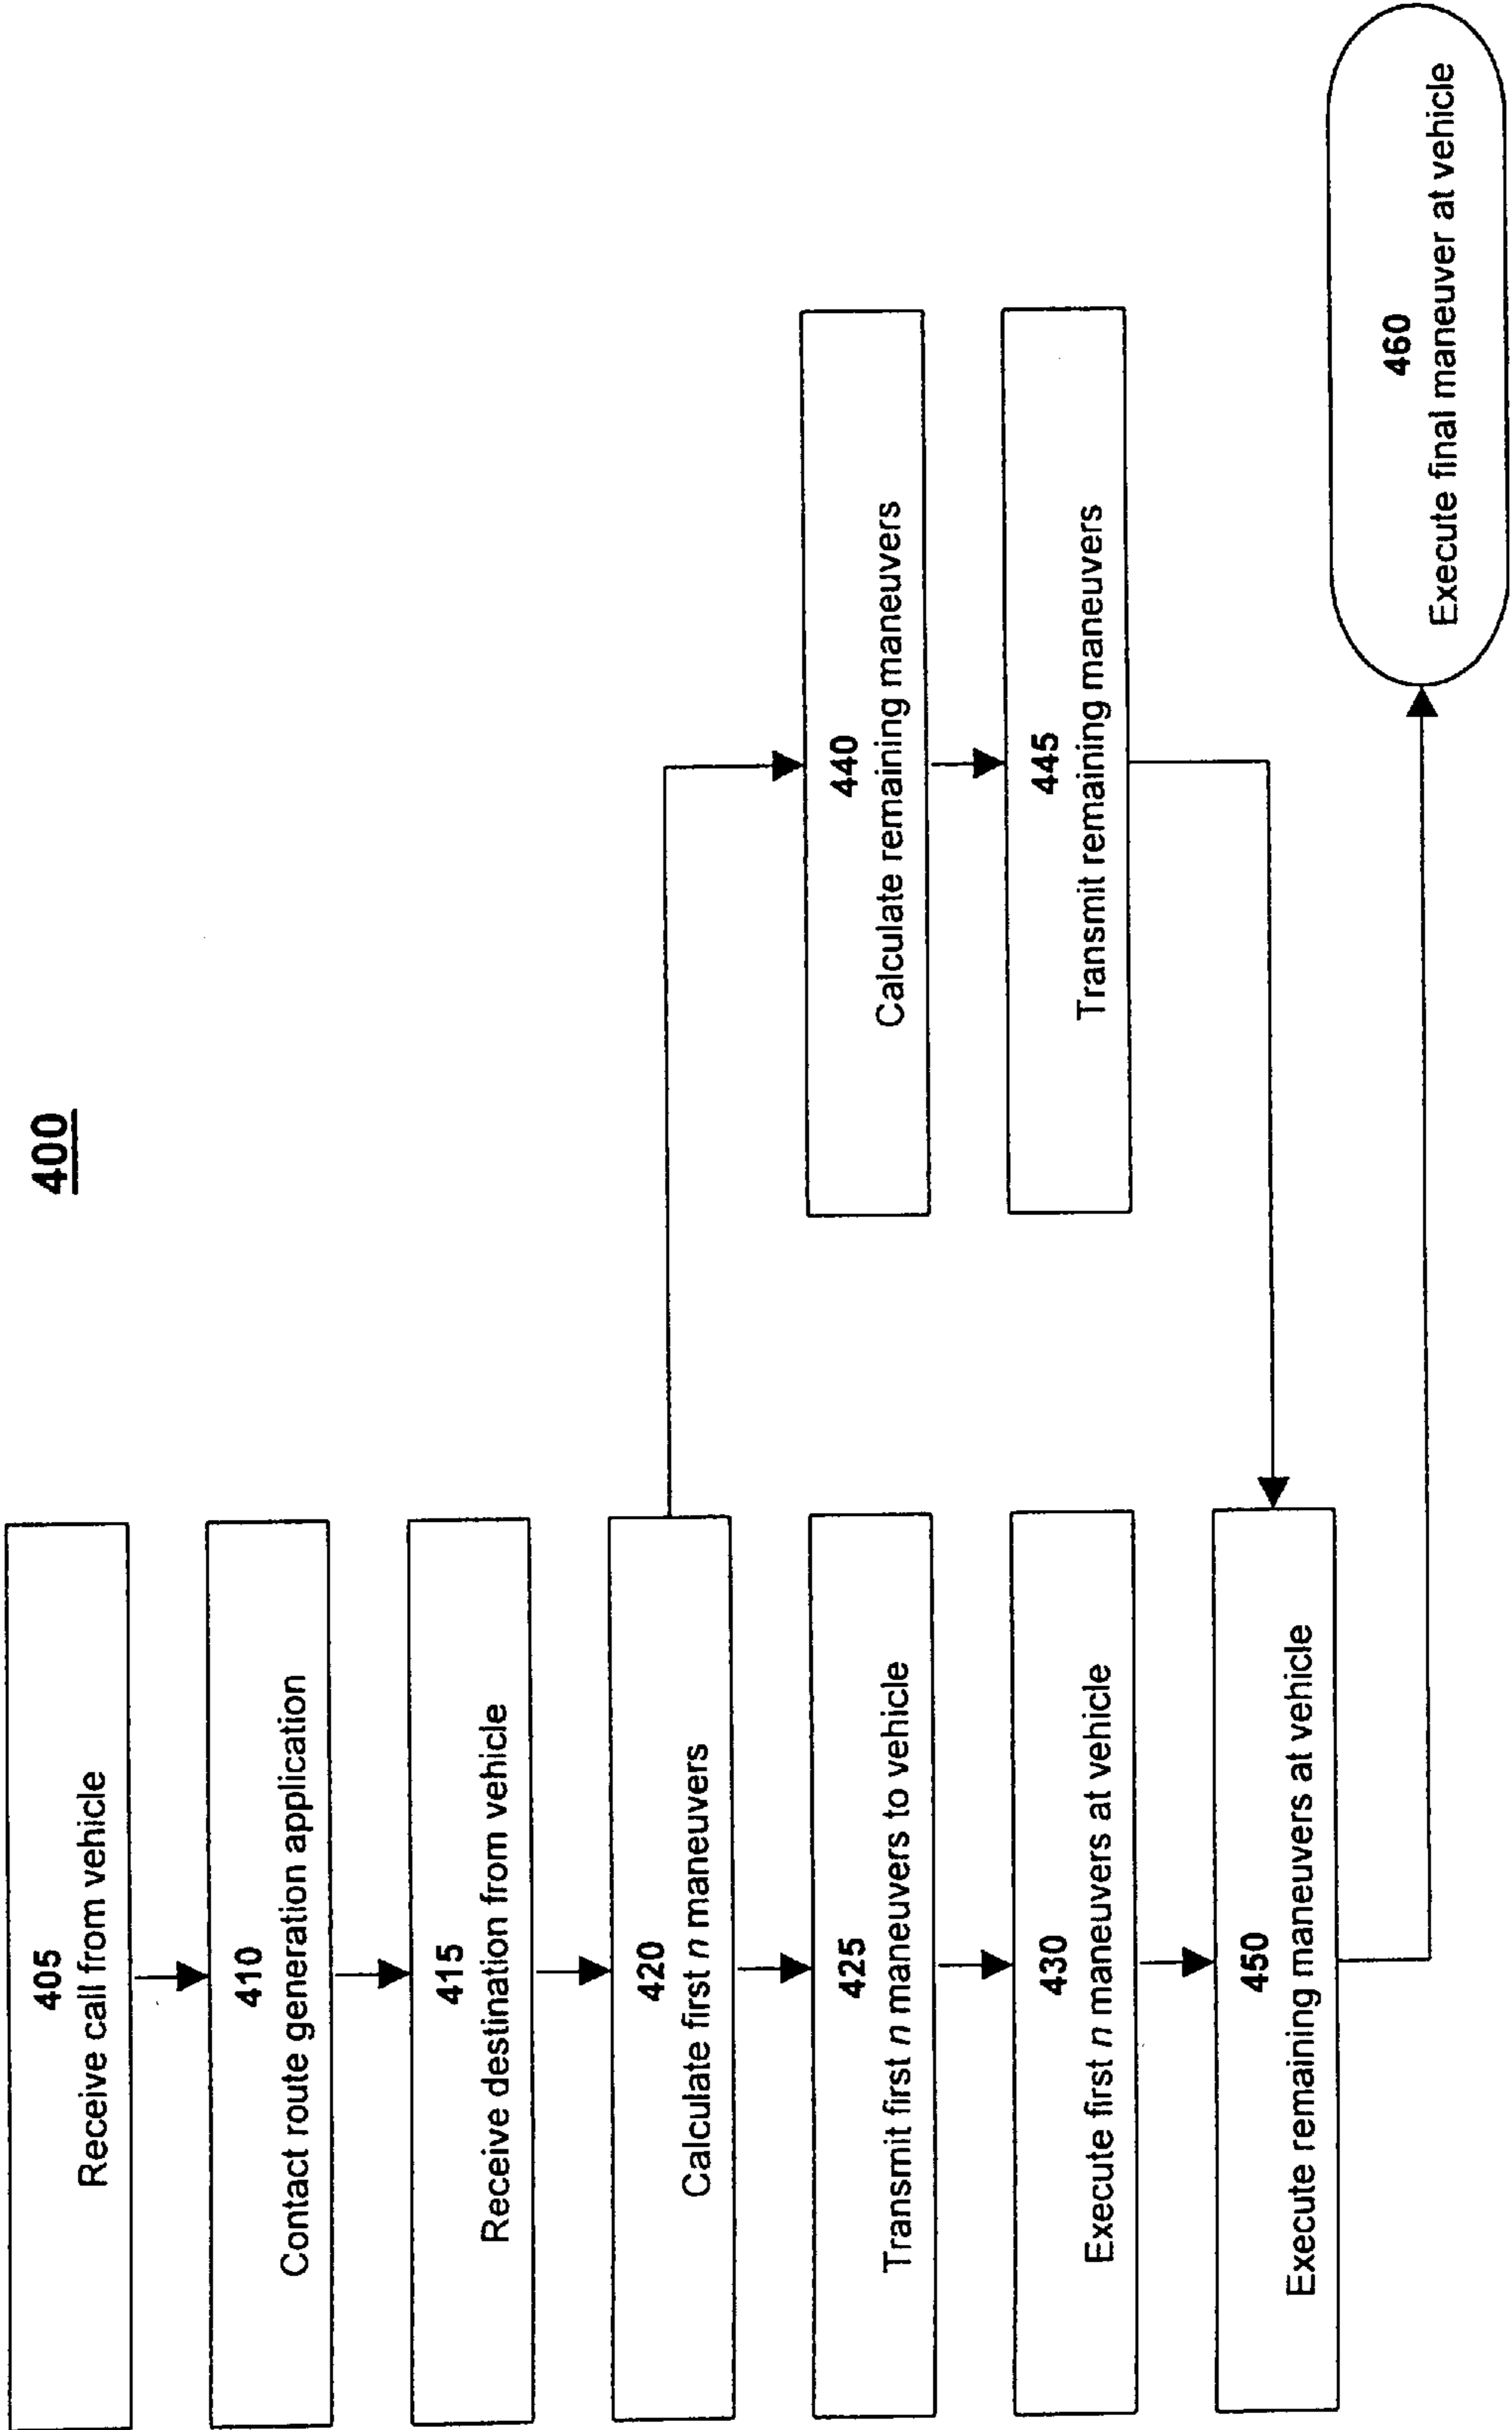 400
405
Receive call from vehicle
410
Contact route generation application
415
Receive destination from vehicle
420
Calculate first n maneuvers
425
Transmit first n maneuvers to vehicle
430
Execute first n maneuvers at vehicle
440
Calculate remaining maneuvers
445
Transmit remaining maneuvers
450
Execute remaining maneuvers at vehicle
460
Execute final maneuver at vehicle